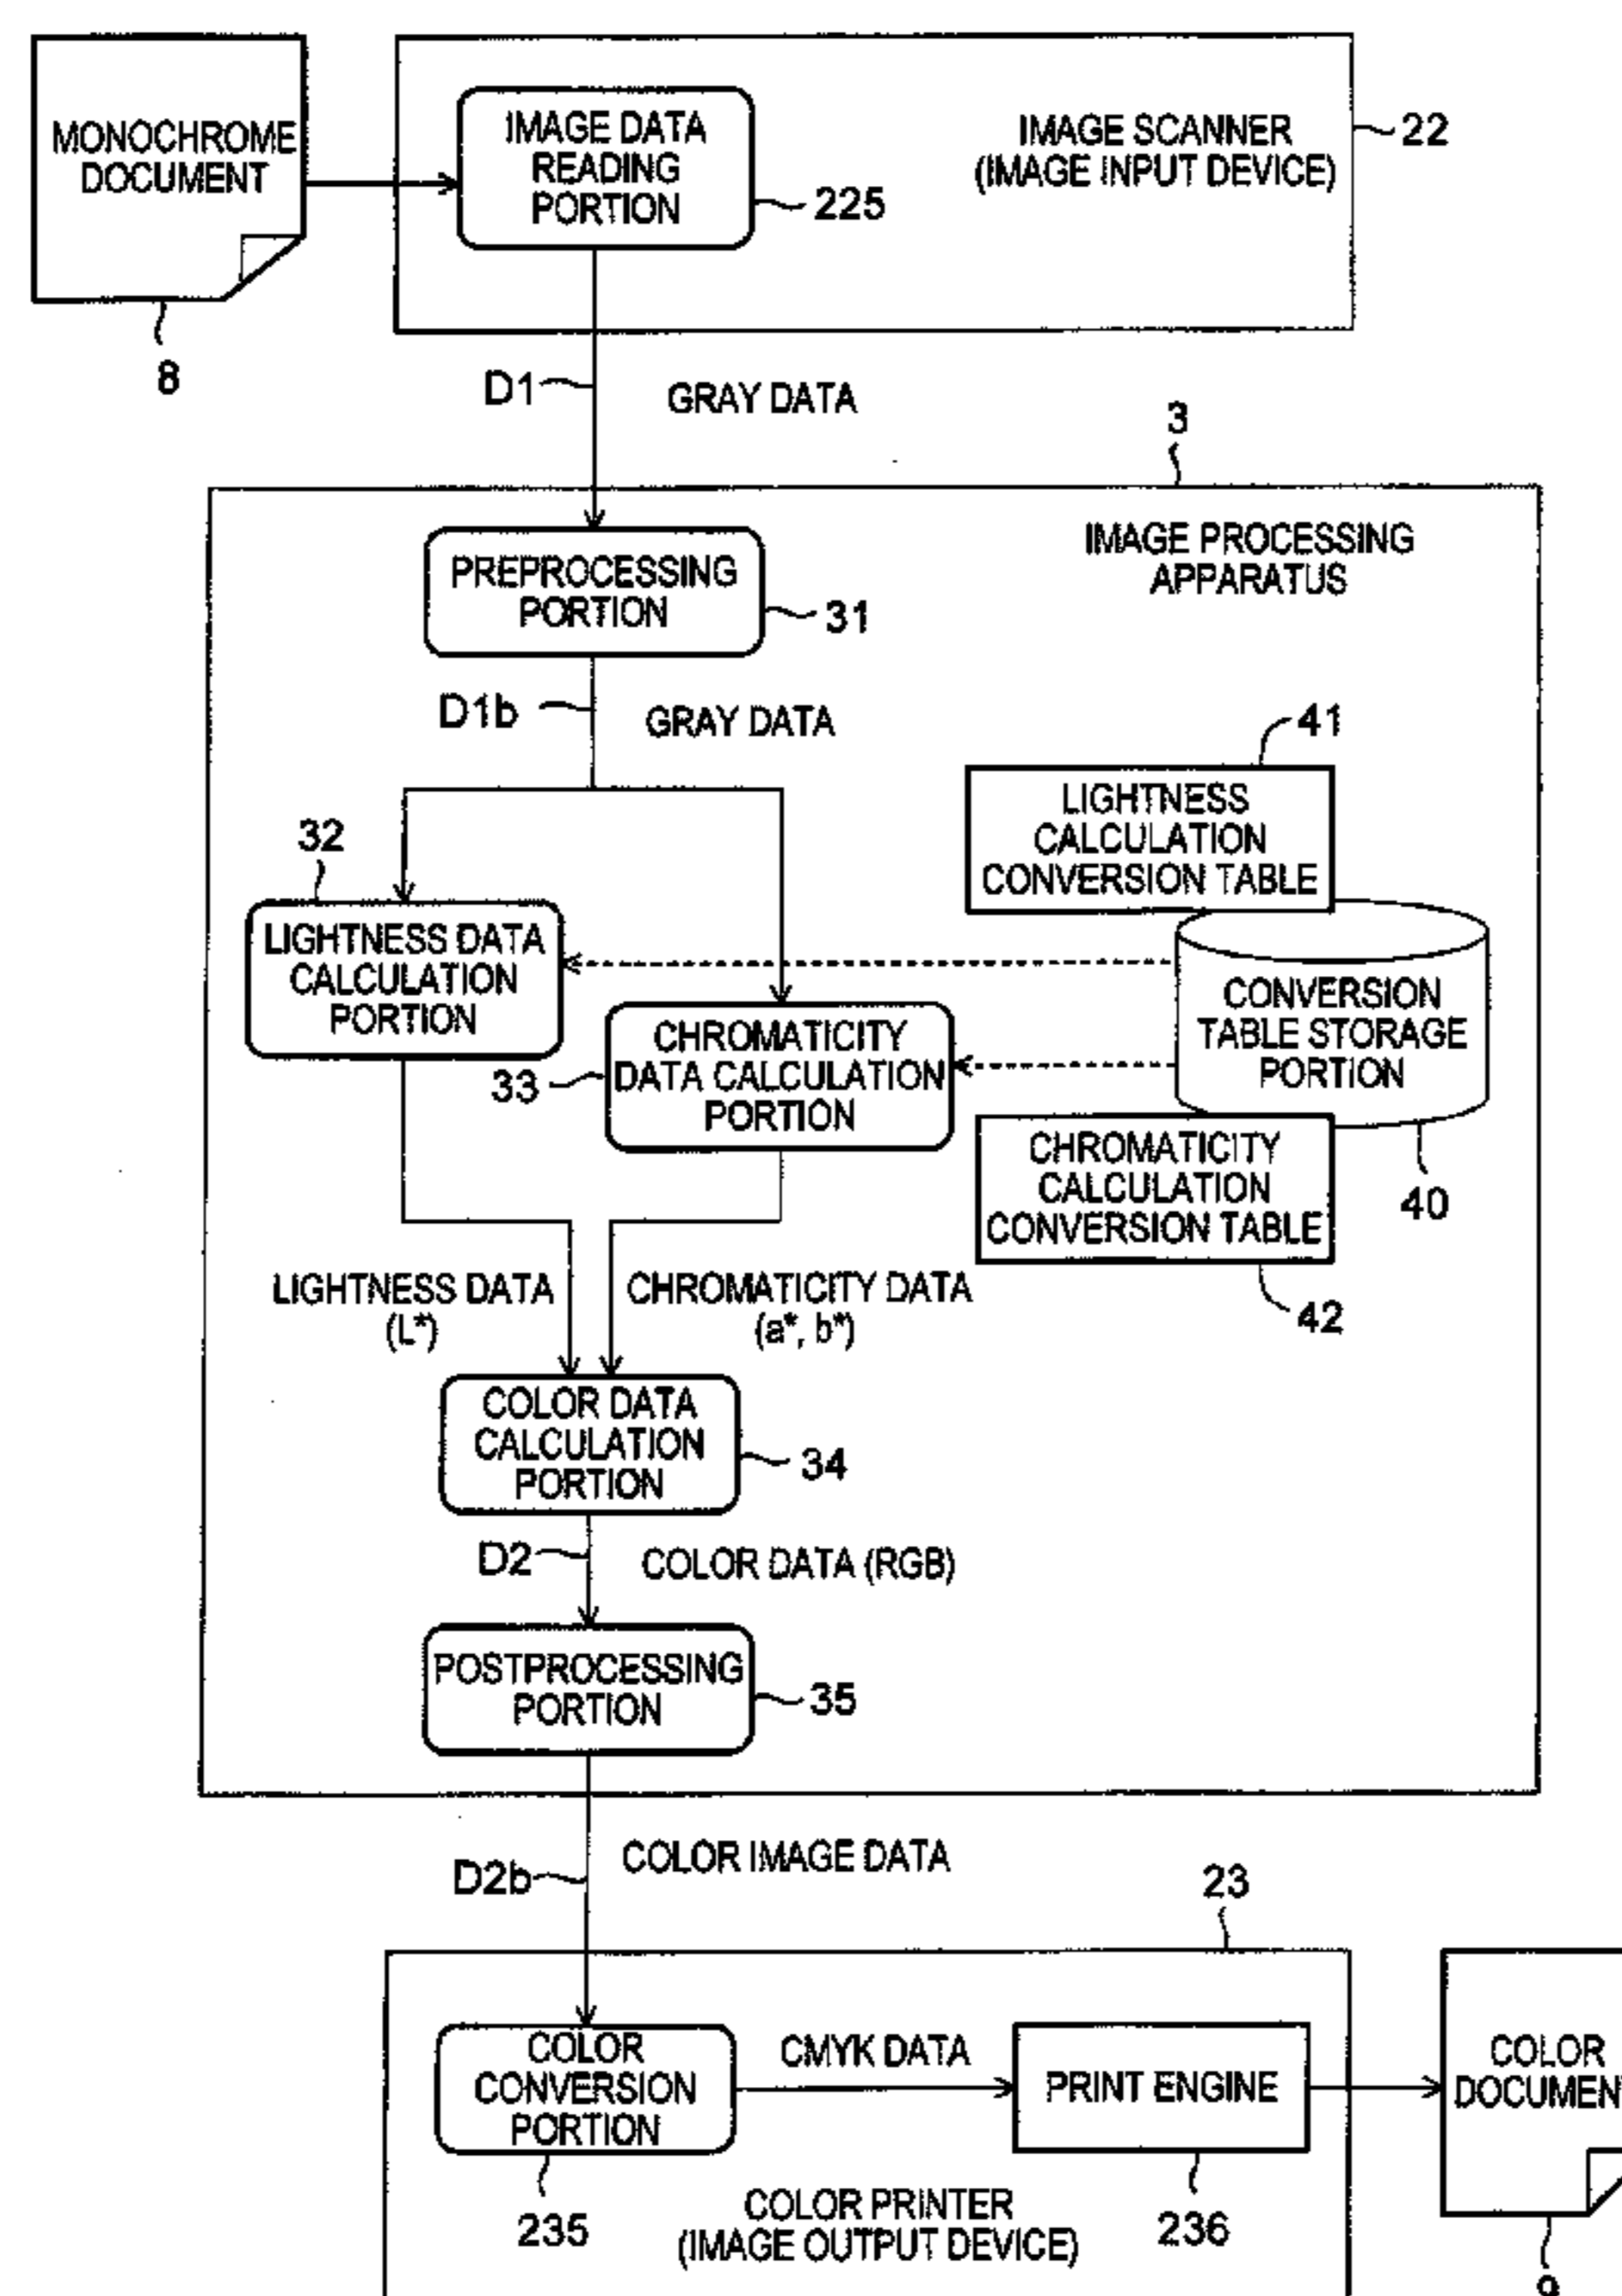 MONOCHROME
DOCUMENT
8
IMAGE DATA
READING
PORTION
225
IMAGE SCANNER
(IMAGE INPUT DEVICE)
22
D1
GRAY DATA
3
IMAGE PROCESSING
APPARATUS
PREPROCESSING
PORTION
31
D1b
GRAY DATA
41
LIGHTNESS
CALCULATION
CONVERSION TABLE
32
LIGHTNESS DATA
CALCULATION
PORTION
CONVERSION
TABLE STORAGE
PORTION
40
33
CHROMATICITY
DATA CALCULATION
PORTION
CHROMATICITY
CALCULATION
CONVERSION TABLE
42
LIGHTNESS DATA
(L*)
CHROMATICITY DATA
(a*, b*)
COLOR DATA
CALCULATION
PORTION
34
D2
COLOR DATA (RGB)
POSTPROCESSING
PORTION
35
D2b
COLOR IMAGE DATA
23
COLOR
CONVERSION
PORTION
235
CMYK DATA
PRINT ENGINE
236
COLOR PRINTER
(IMAGE OUTPUT DEVICE)
COLOR
DOCUMEN
9